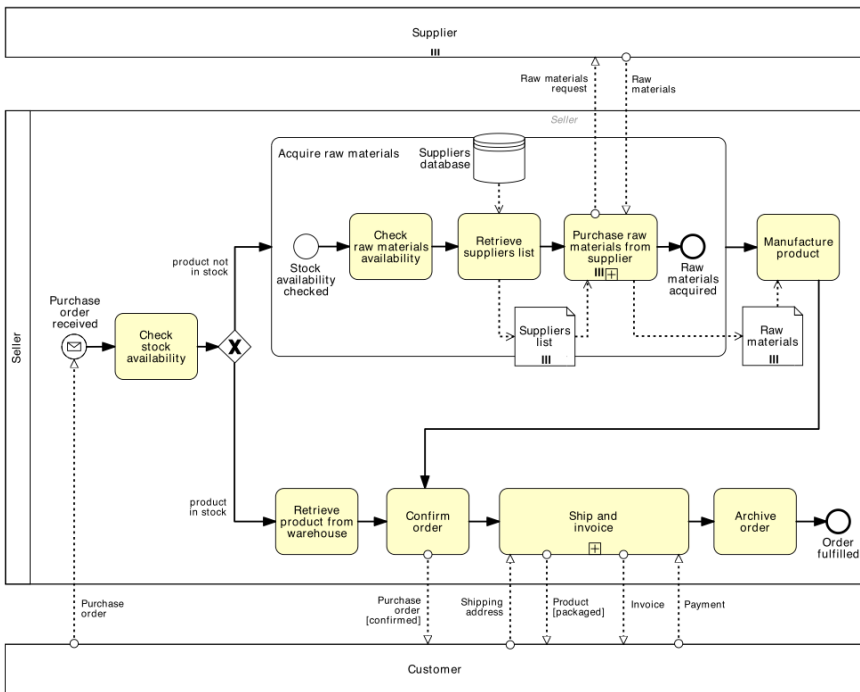 Supplier
Raw materials
request
Raw
materials
Seller
Seller
Acquire raw materials
Suppliers
database
Check
raw materials
availability
Retrieve
suppliers list
Purchase raw
materials from
supplier
Manufacture
product
product not
in stock
Stock
availability
checked
Raw
materials
acquired
Purchase
order
received
Check
stock
availability
X
Suppliers
list
Raw
materials
product
in stock
Retrieve
product from
warehouse
Confirm
order
Ship and
invoice
Archive
order
Order
fulfilled
Purchase
order
Purchase
order
[confirmed]
Shipping
address
Product
[packaged]
Invoice
Payment
Customer